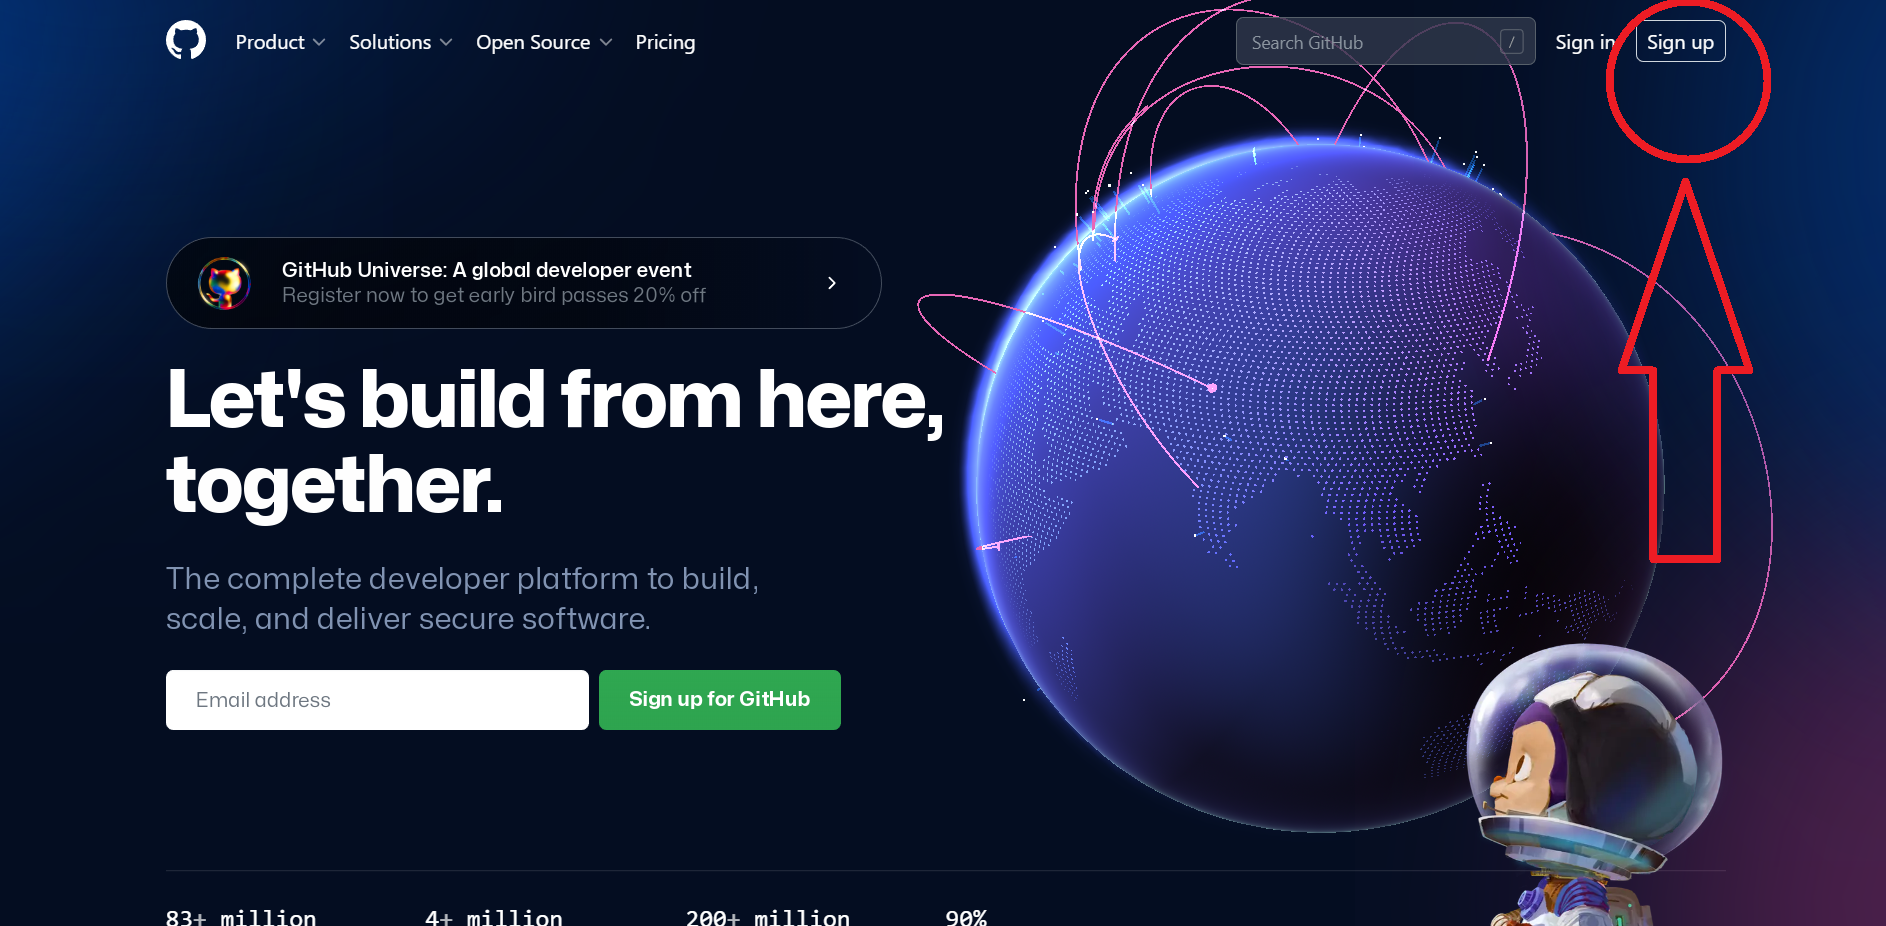 Product
Solutions
Open Source
Pricing
Search GitHub
/
Sign in
Sign up
GitHub Universe: A global developer event
Register now to get early bird passes 20% off
Let's build from here,
together.
The complete developer platform to build,
scale, and deliver secure software.
Email address
Sign up for GitHub
83+ million
4+ million
200+ million
90%